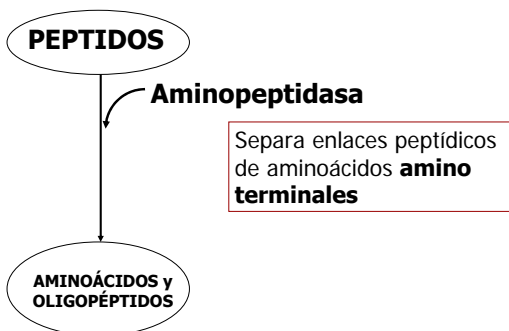 PEPTIDOS
Aminopeptidasa
Separa enlaces peptídicos
de aminoácidos amino
terminales
AMINOÁCIDOS y
OLIGOPÉPTIDOS